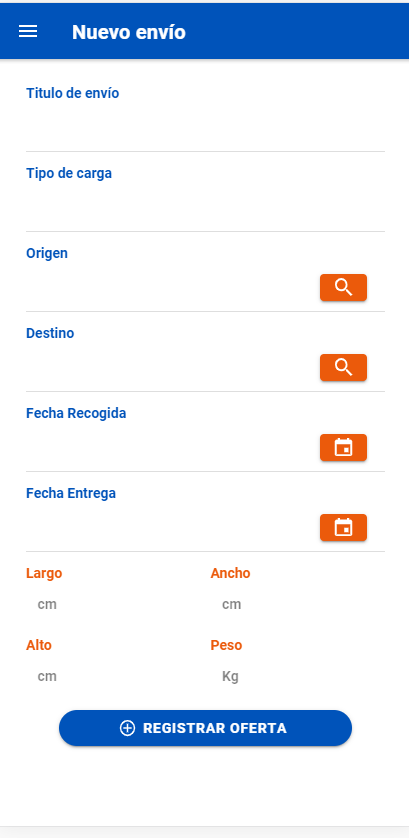 Nuevo envío
Titulo de envío
Tipo de carga
Origen
Destino
Fecha Recogida
Fecha Entrega
Largo Ancho
cm cm
Alto Peso
cm Kg
REGISTRAR OFERTA